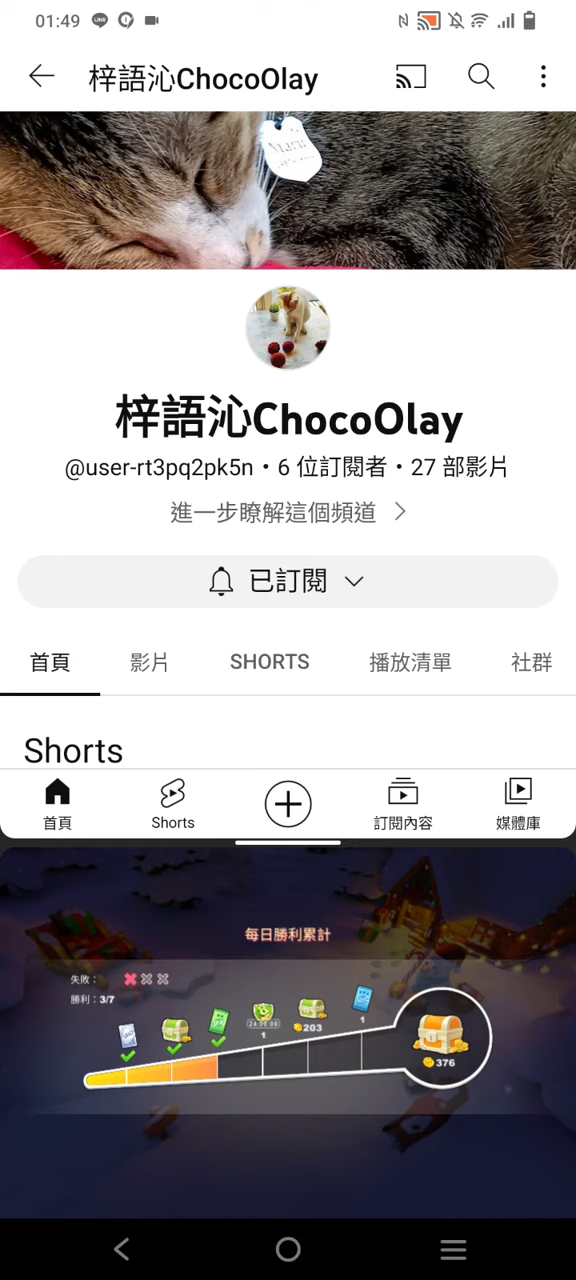 01:49
梓語沁ChocoOlay
梓語沁ChocoOlay
@user-rt3pq2pk5n • 6 位訂閱者 • 27 部影片
進一步瞭解這個頻道
已訂閱
首頁 影片 SHORTS 播放清單 社群
Shorts
首頁 Shorts 訂閱內容 媒體庫
每日勝利累計
失敗：
勝利：3/7
24:00:00
1
203
1
376